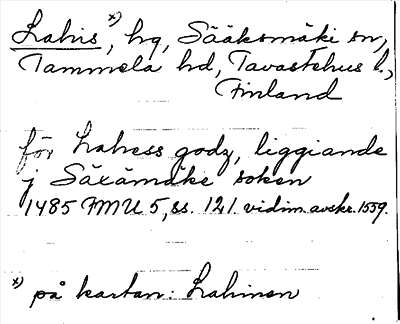 Lahis ˣ⁾, hg, Sääksmäki sn,
Tammela hd, Tavastehus l.,
Finland
för Lahess godz, liggiande
j Säxämäke soken
1485 FMU 5, ss. 121. vidim. avskr. 1559.
x) på kartan: Lahinen